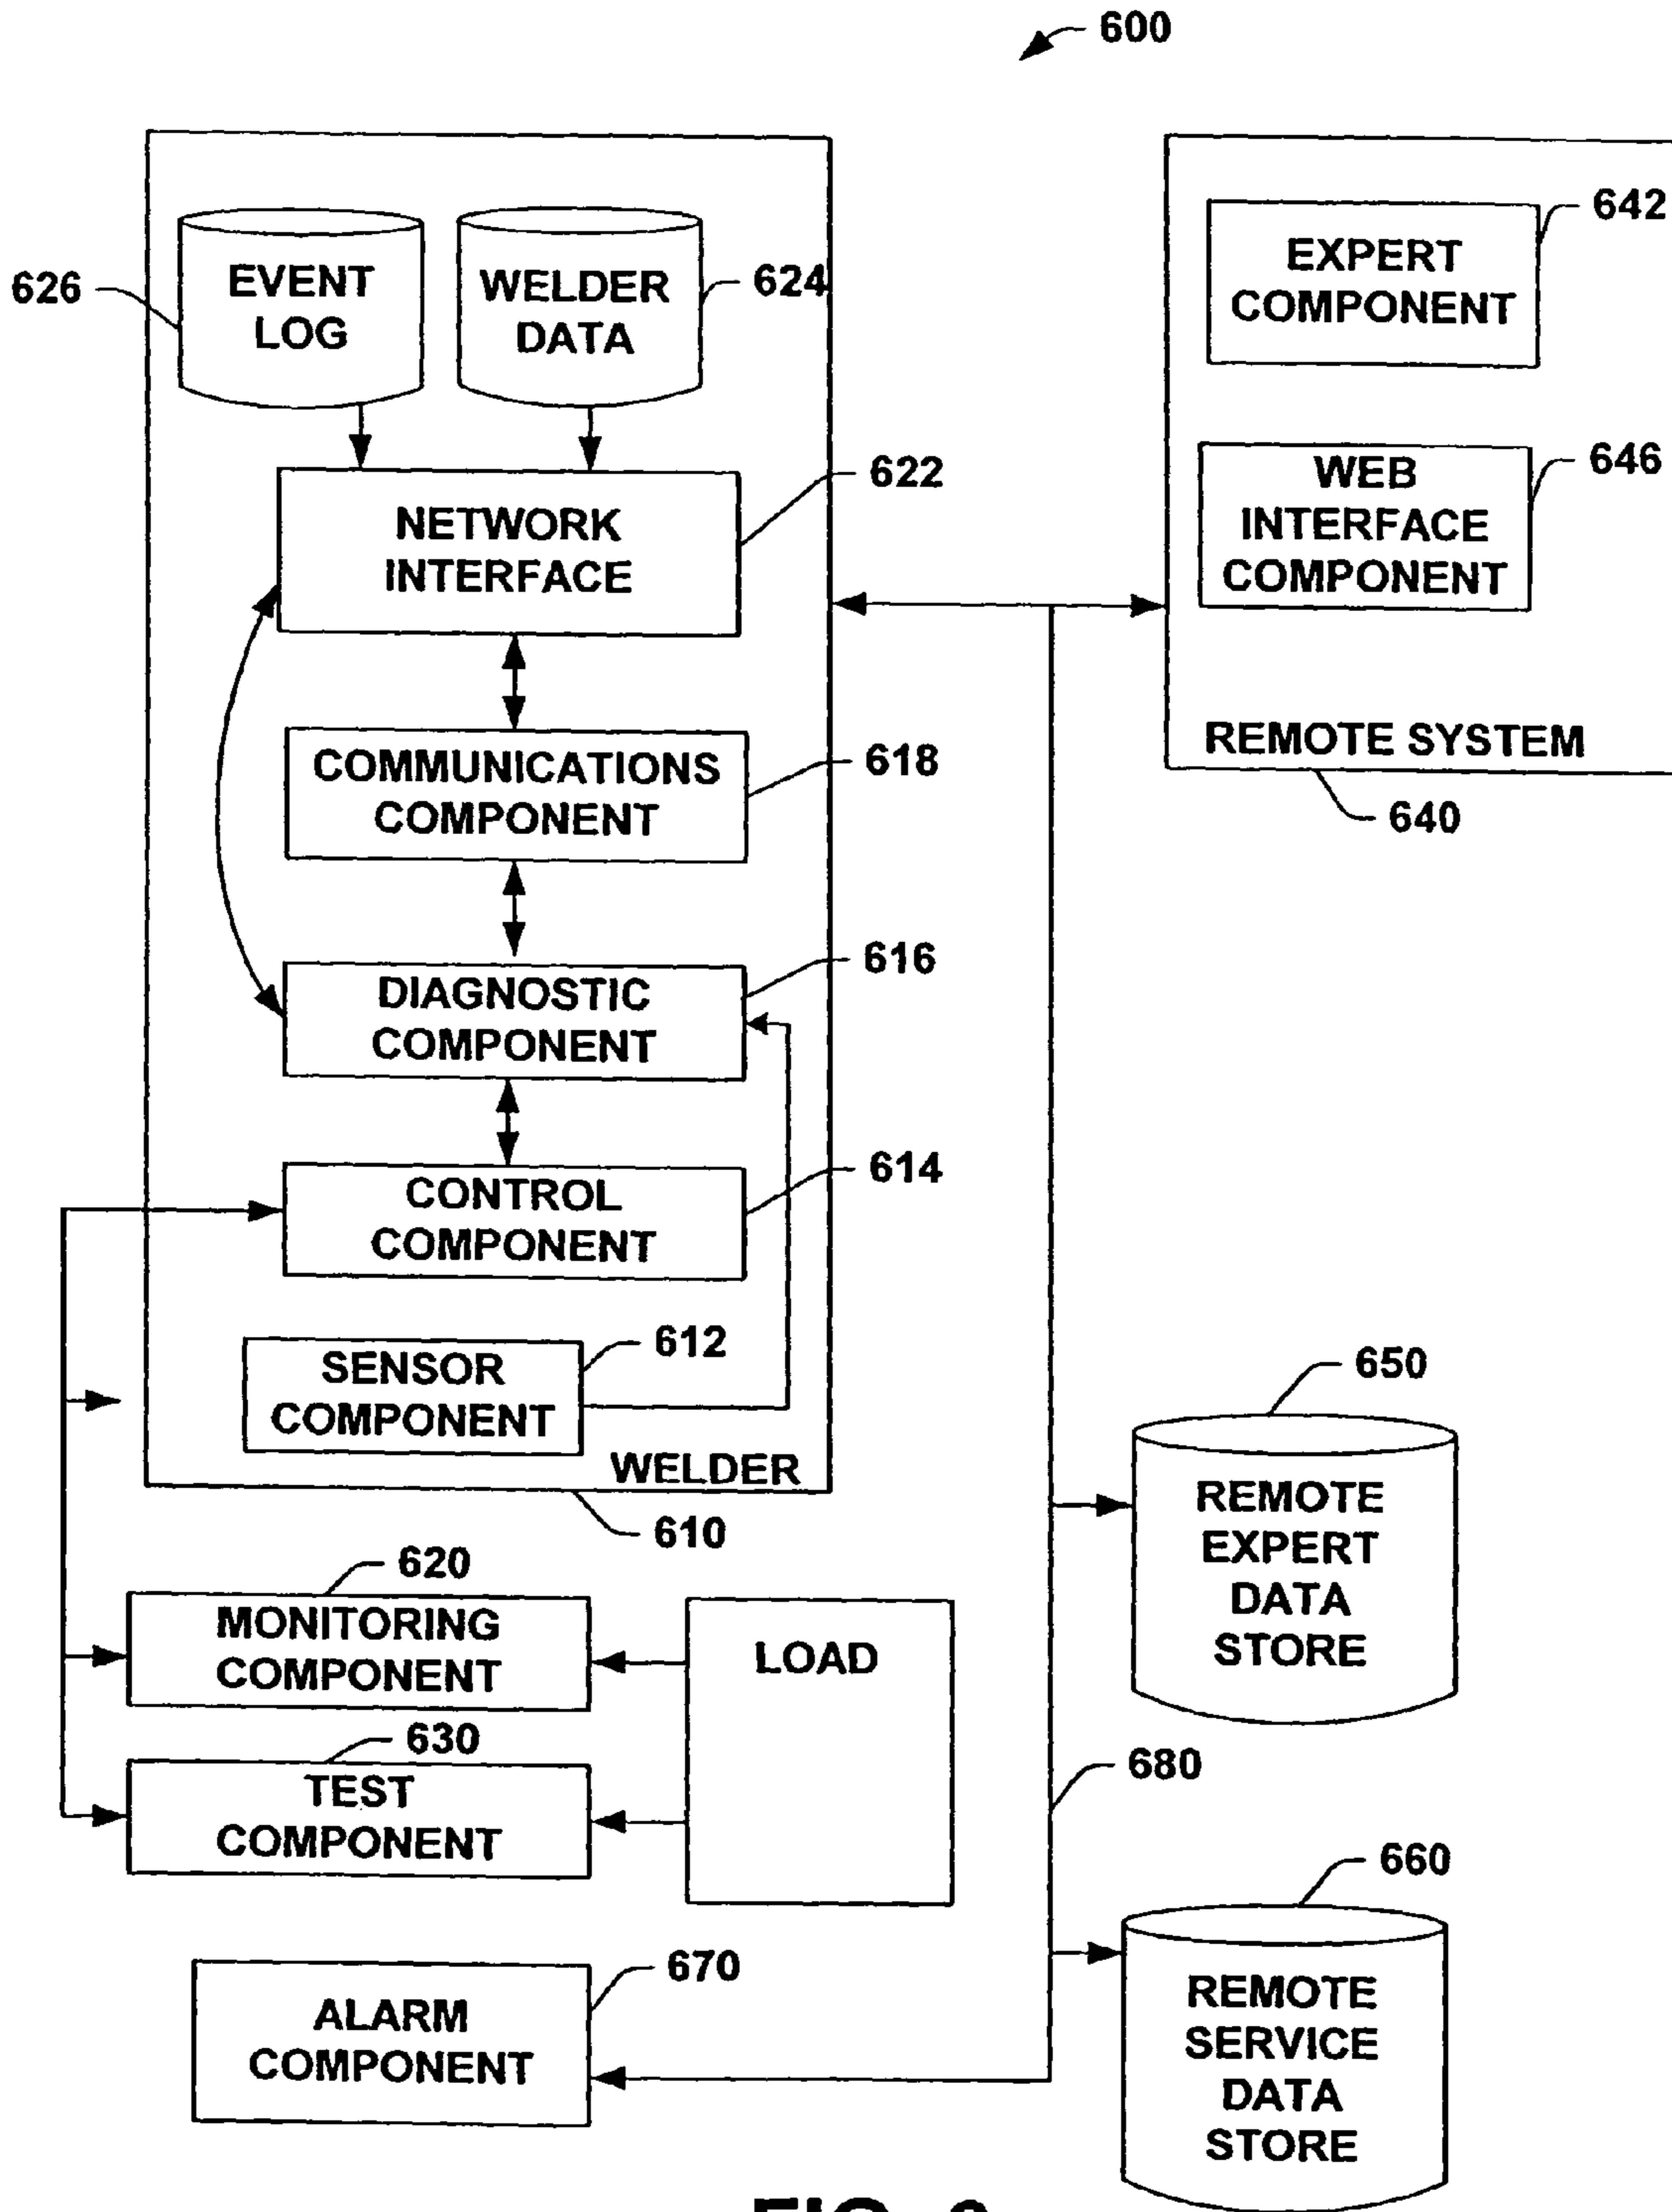 600
EVENT
LOG
626
WELDER
DATA
624
NETWORK
INTERFACE
622
COMMUNICATIONS
COMPONENT
618
DIAGNOSTIC
COMPONENT
616
CONTROL
COMPONENT
614
SENSOR
COMPONENT
612
WELDER
610
EXPERT
COMPONENT
642
WEB
INTERFACE
COMPONENT
646
REMOTE SYSTEM
640
620
MONITORING
COMPONENT
630
TEST
COMPONENT
LOAD
650
REMOTE
EXPERT
DATA
STORE
680
660
REMOTE
SERVICE
DATA
STORE
670
ALARM
COMPONENT